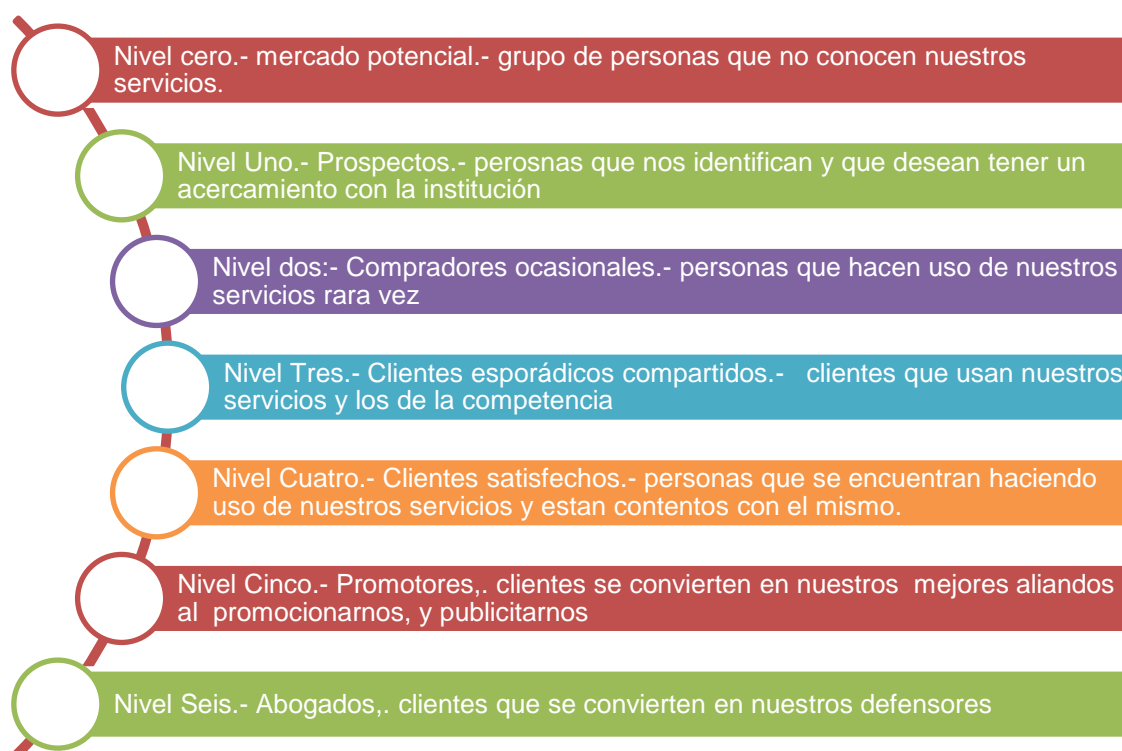 Nivel cero.- mercado potencial.- grupo de personas que no conocen nuestros
servicios.
Nivel Uno.- Prospectos.- perosnas que nos identifican y que desean tener un
acercamiento con la institución
Nivel dos:- Compradores ocasionales.- personas que hacen uso de nuestros
servicios rara vez
Nivel Tres.- Clientes esporádicos compartidos.- clientes que usan nuestros
servicios y los de la competencia
Nivel Cuatro.- Clientes satisfechos.- personas que se encuentran haciendo
uso de nuestros servicios y estan contentos con el mismo.
Nivel Cinco.- Promotores,. clientes se convierten en nuestros mejores aliandos
al promocionarnos, y publicitarnos
Nivel Seis.- Abogados,. clientes que se convierten en nuestros defensores